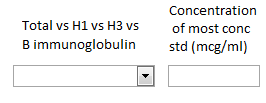 Total vs H1 vs H3 vs
B immunoglobulin
Concentration
of most conc
std (mcg/ml)